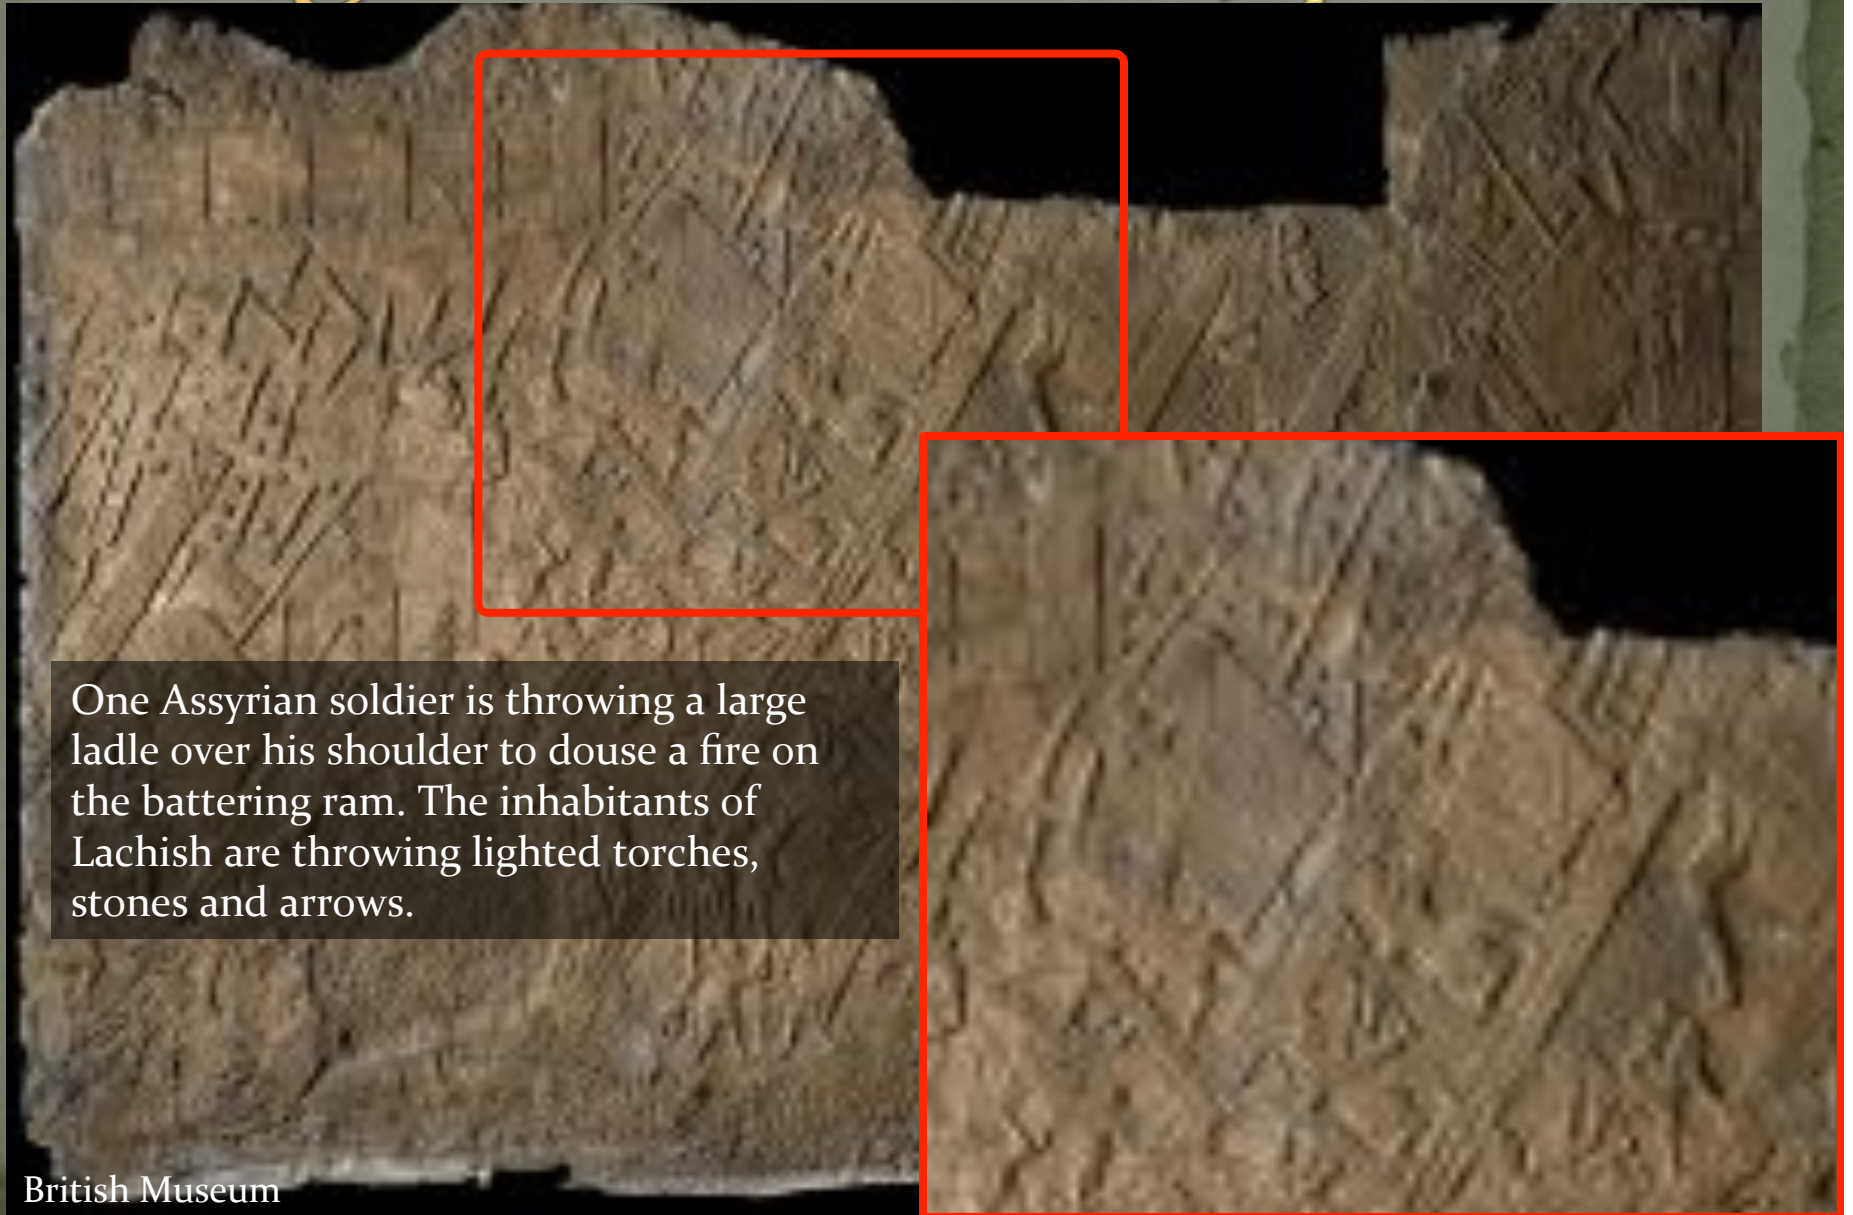 One Assyrian soldier is throwing a large
ladle over his shoulder to douse a fire on
the battering ram. The inhabitants of
Lachish are throwing lighted torches,
stones and arrows.
British Museum